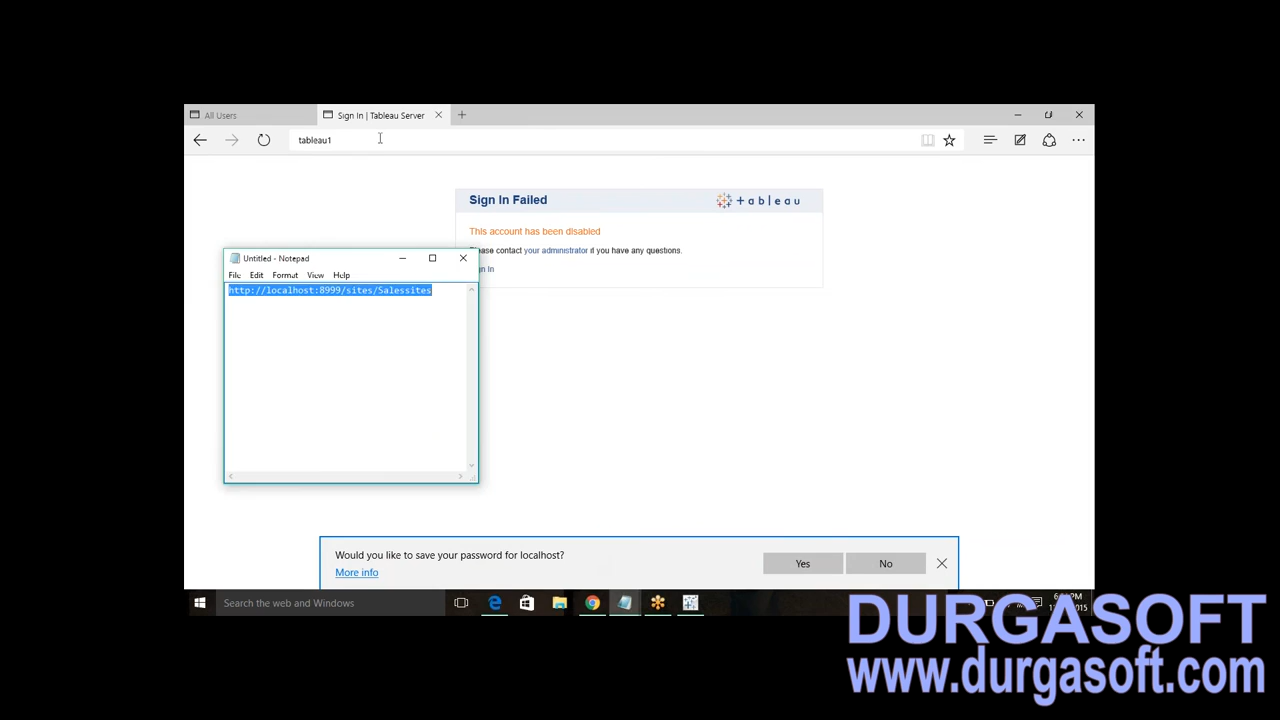 All Users
Sign In | Tableau Server
tableau1
Sign In Failed
+ableau
This account has been disabled
ease contact your administrator if you have any questions.
n In
Untitled - Notepad
File Edit Format View Help
http://localhost:8999/sites/Salessites
Would you like to save your password for localhost?
More info
Yes
No
Search the web and Windows
DURGASOFT
www.durgasoft.com